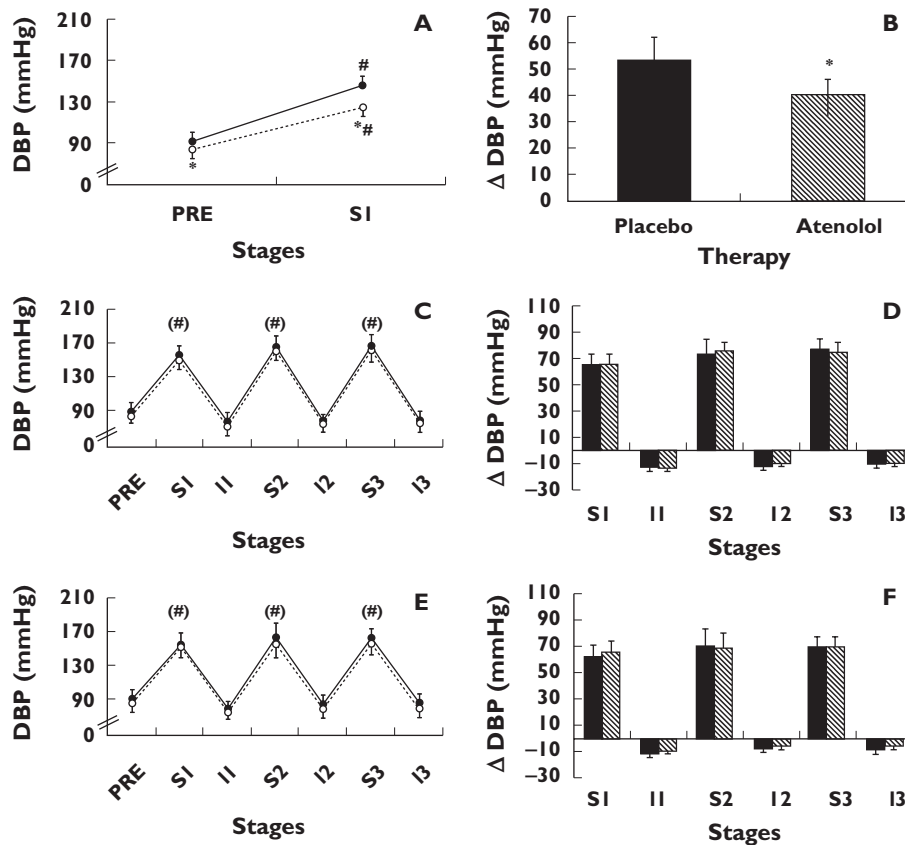 A
DBP (mmHg)
210
170
130
90
0
#
*#
*
PRE S1
Stages
B
Δ DBP (mmHg)
70
60
50
40
30
20
10
0
*
Placebo Atenolol
Therapy
C
DBP (mmHg)
210
170
130
90
0
(#) (#) (#)
PRE S1 I1 S2 I2 S3 I3
Stages
D
Δ DBP (mmHg)
110
90
70
50
30
10
−10
−30
S1 I1 S2 I2 S3 I3
Stages
E
DBP (mmHg)
210
170
130
90
0
(#) (#) (#)
PRE S1 I1 S2 I2 S3 I3
Stages
F
Δ DBP (mmHg)
110
90
70
50
30
10
−10
−30
S1 I1 S2 I2 S3 I3
Stages